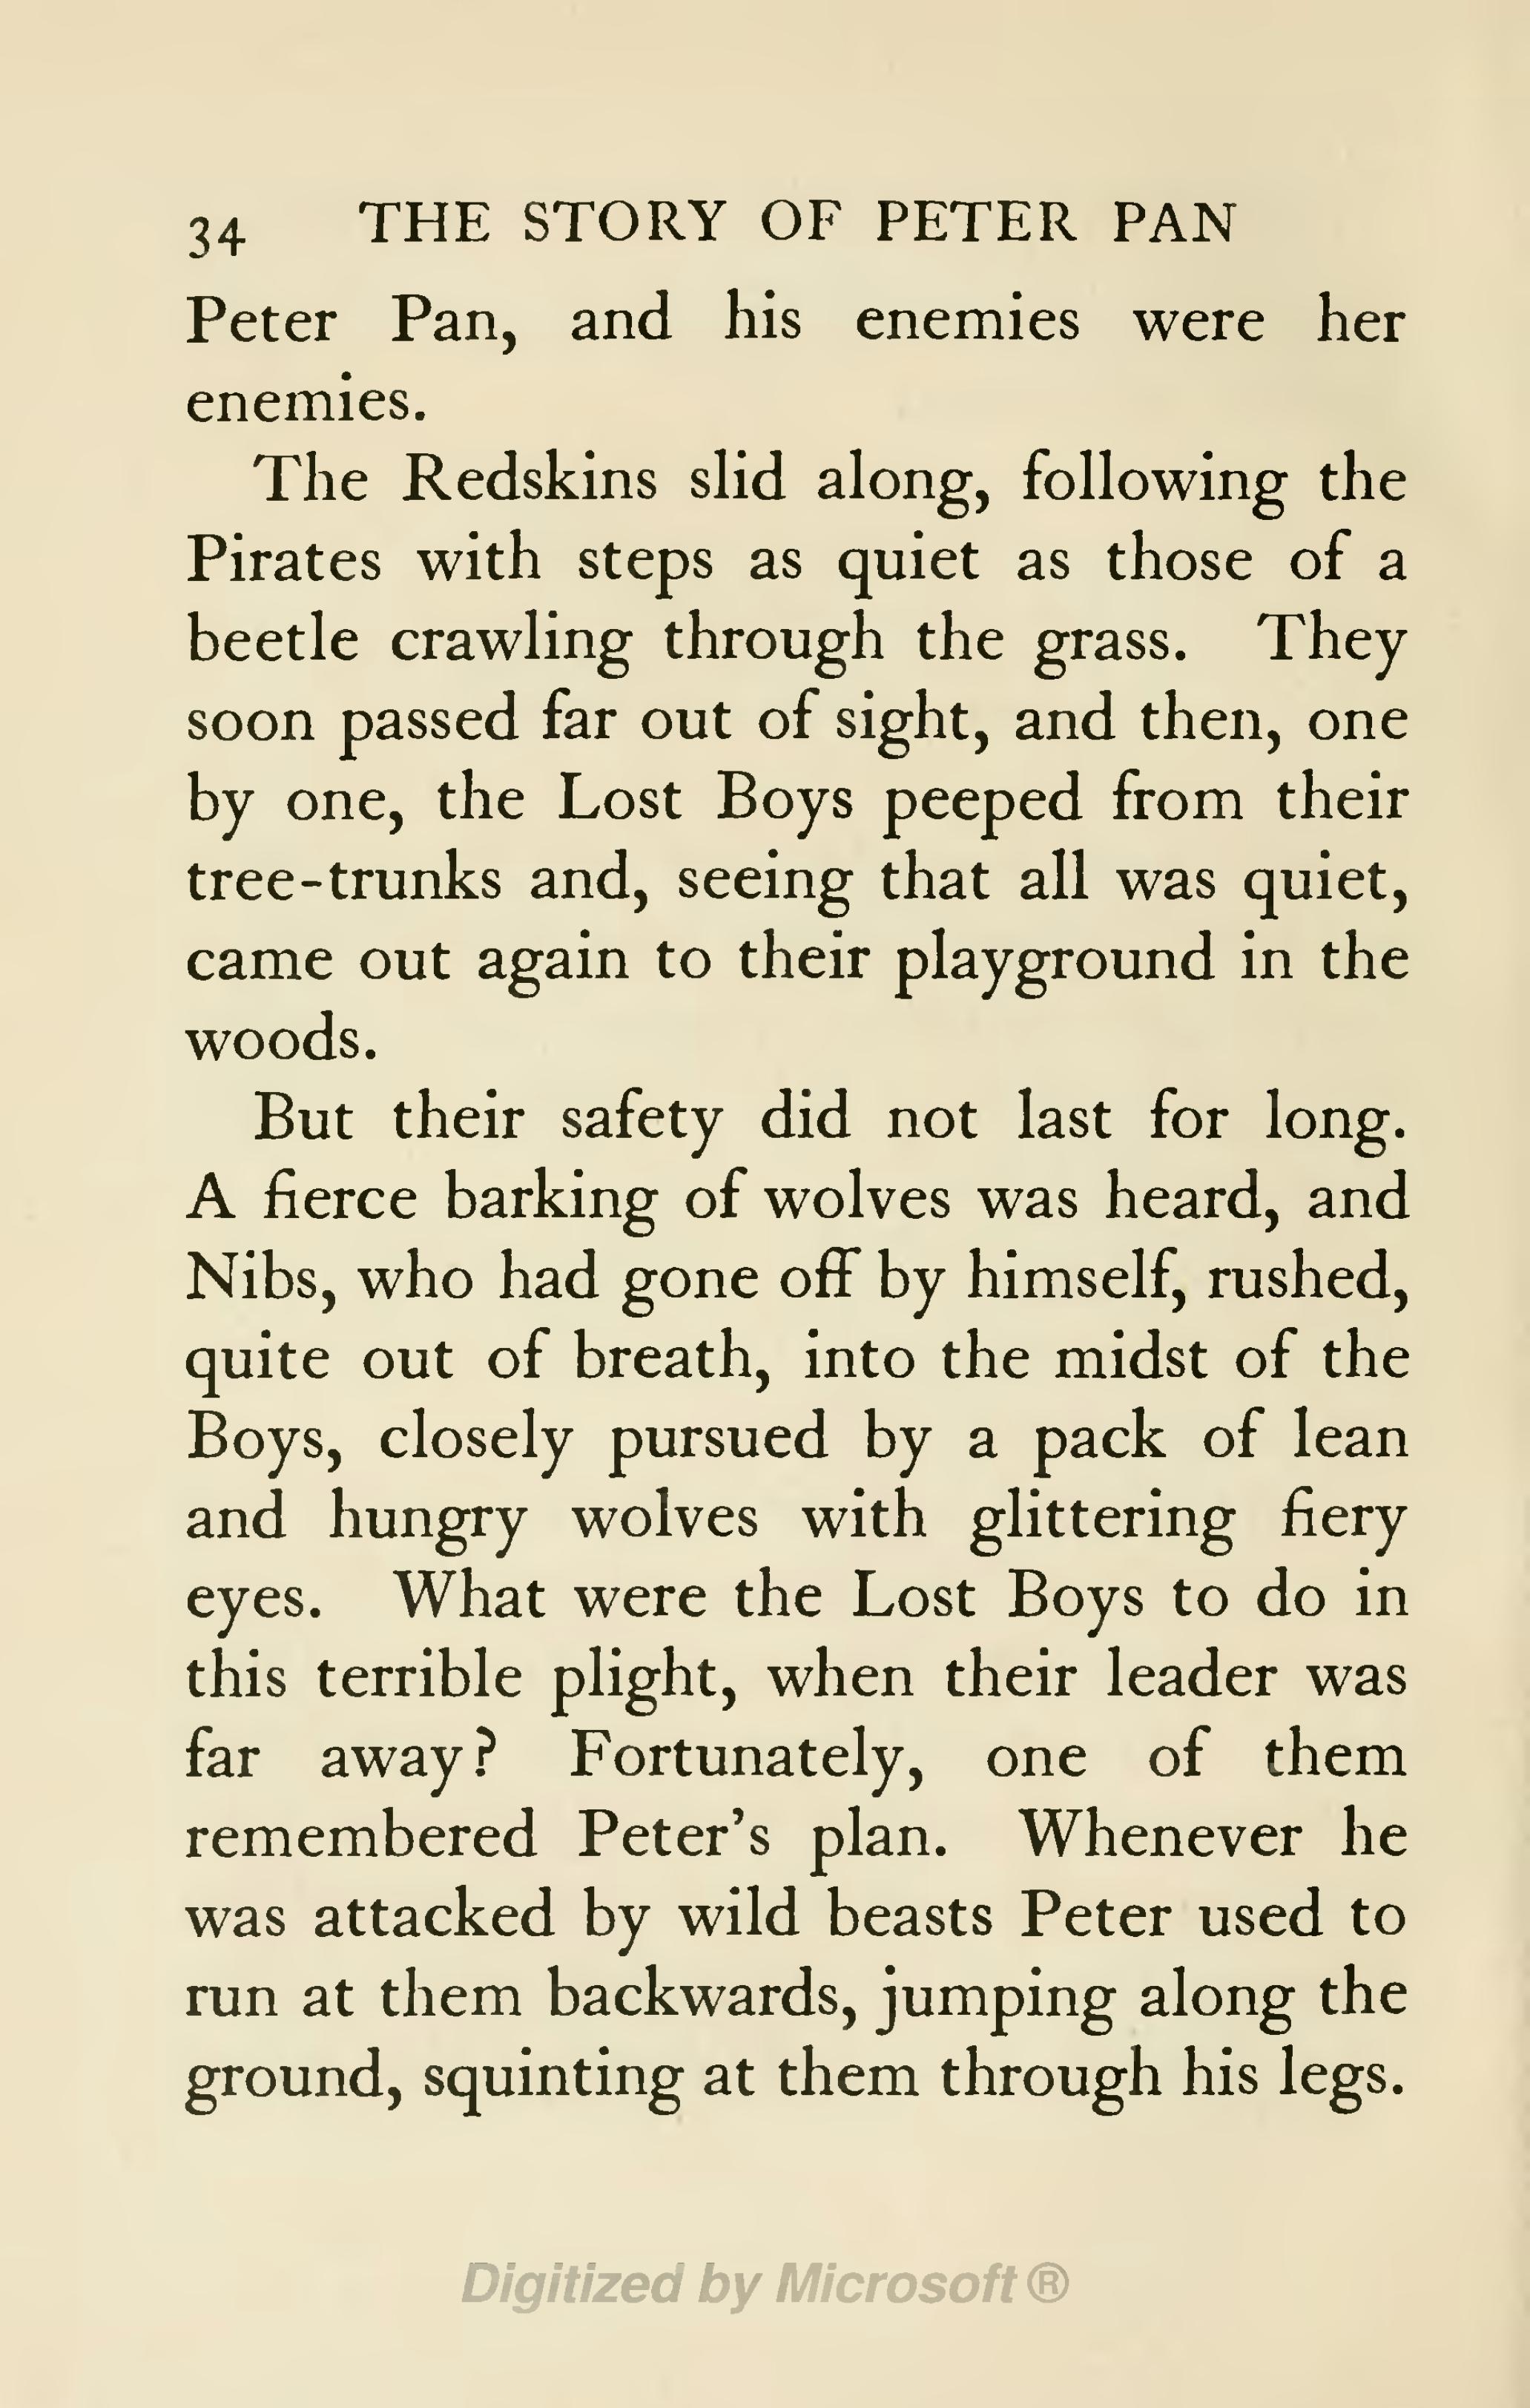 34 THE STORY OF PETER PAN
Peter Pan, and his enemies were her
enemies.
The Redskins slid along, following the
Pirates with steps as quiet as those of a
beetle crawling through the grass. They
soon passed far out of sight, and then, one
by one, the Lost Boys peeped from their
tree-trunks and, seeing that all was quiet,
came out again to their playground in the
woods.
But their safety did not last for long.
A fierce barking of wolves was heard, and
Nibs, who had gone off by himself, rushed,
quite out of breath, into the midst of the
Boys, closely pursued by a pack of lean
and hungry wolves with glittering fiery
eyes. What were the Lost Boys to do in
this terrible plight, when their leader was
far away? Fortunately, one of them
remembered Peter's plan. Whenever he
was attacked by wild beasts Peter used to
run at them backwards, jumping along the
ground, squinting at them through his legs.
Digitized by Microsoft ®